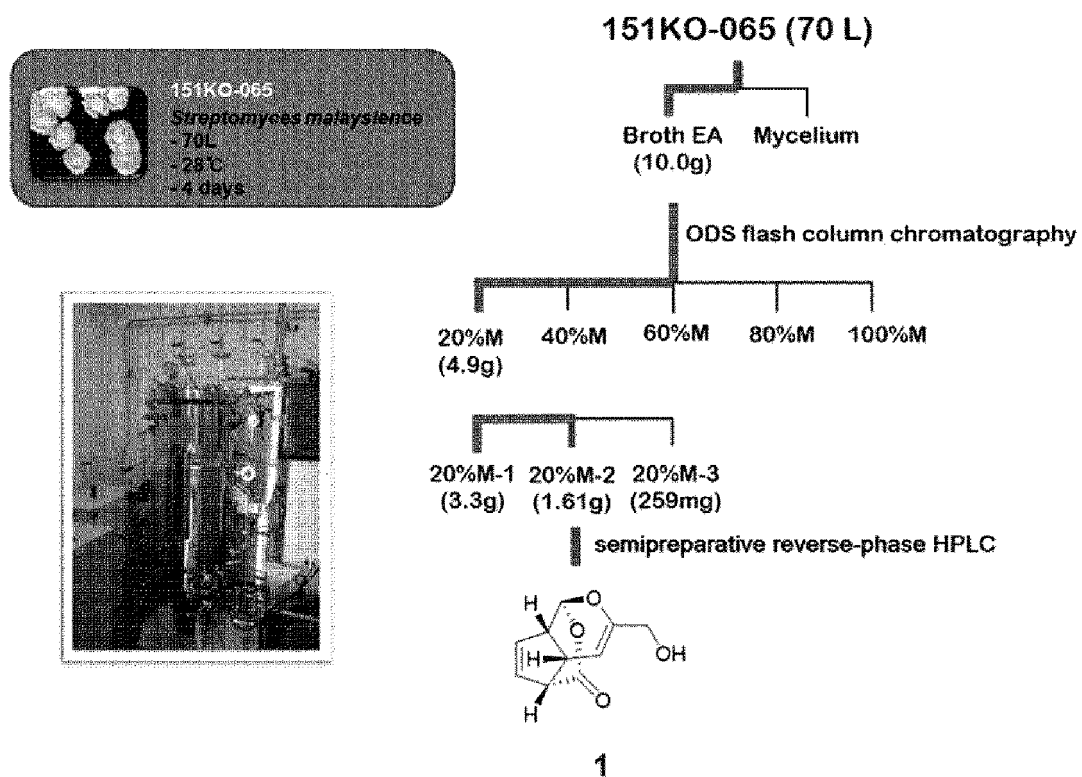 151KO-065 (70 L)
151KO-065
Streptomyces malaysience
- 70L
- 28℃
- 4 days
Broth EA
(10.0g)
Mycelium
ODS flash column chromatography
20%M
(4.9g)
40%M
60%M
80%M
100%M
20%M-1
(3.3g)
20%M-2
(1.61g)
20%M-3
(259mg)
semipreparative reverse-phase HPLC
H
O
O
H
OH
O
H
1